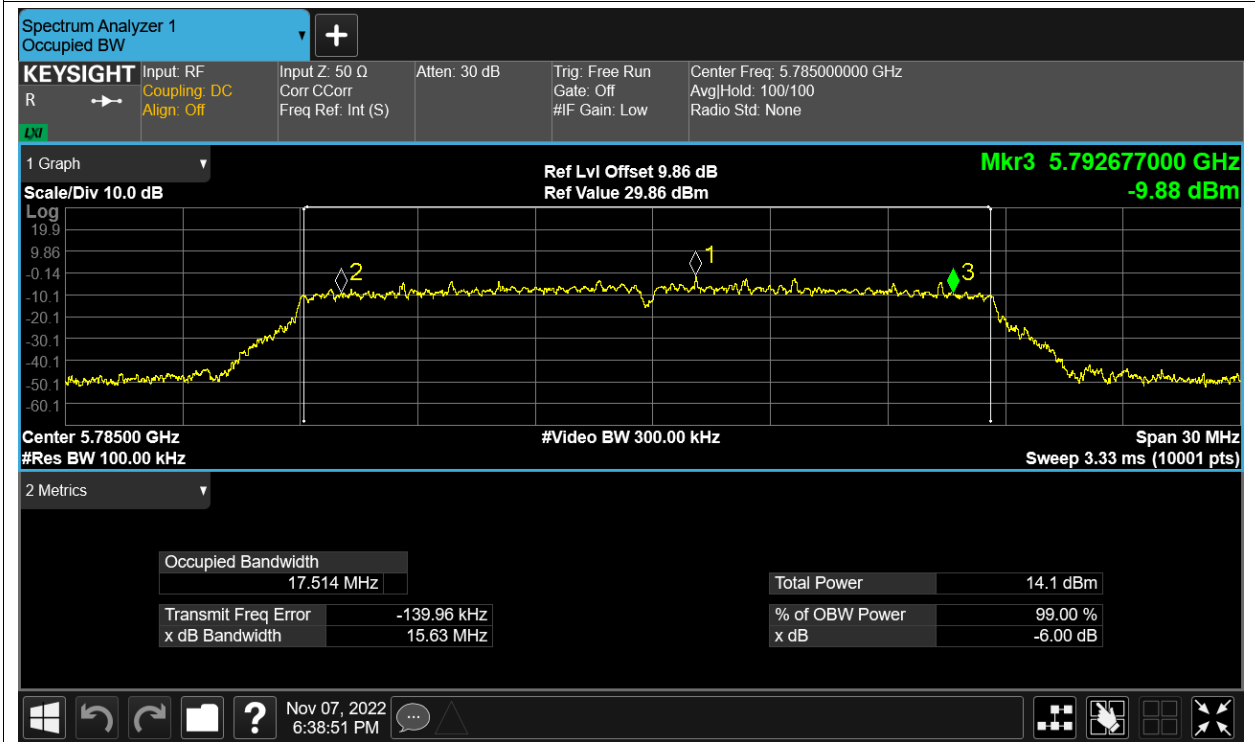 Spectrum Analyzer 1
Occupied BW
KEYSIGHT
R
LXI
Input: RF
Coupling: DC
Align: Off
Input Z: 50 Ω
Corr CCorr
Freq Ref: Int (S)
Atten: 30 dB
Trig: Free Run
Gate: Off
#IF Gain: Low
Center Freq: 5.785000000 GHz
Avg|Hold: 100/100
Radio Std: None
1 Graph
Scale/Div 10.0 dB
Ref Lvl Offset 9.86 dB
Ref Value 29.86 dBm
Mkr3 5.792677000 GHz
-9.88 dBm
Log
19.9
9.86
-0.14
-10.1
-20.1
-30.1
-40.1
-50.1
-60.1
2
1
3
Center 5.78500 GHz
#Video BW 300.00 kHz
Span 30 MHz
#Res BW 100.00 kHz
Sweep 3.33 ms (10001 pts)
2 Metrics
Occupied Bandwidth
17.514 MHz
Total Power 14.1 dBm
Transmit Freq Error -139.96 kHz
% of OBW Power 99.00 %
x dB Bandwidth 15.63 MHz
x dB -6.00 dB
?
Nov 07, 2022
6:38:51 PM